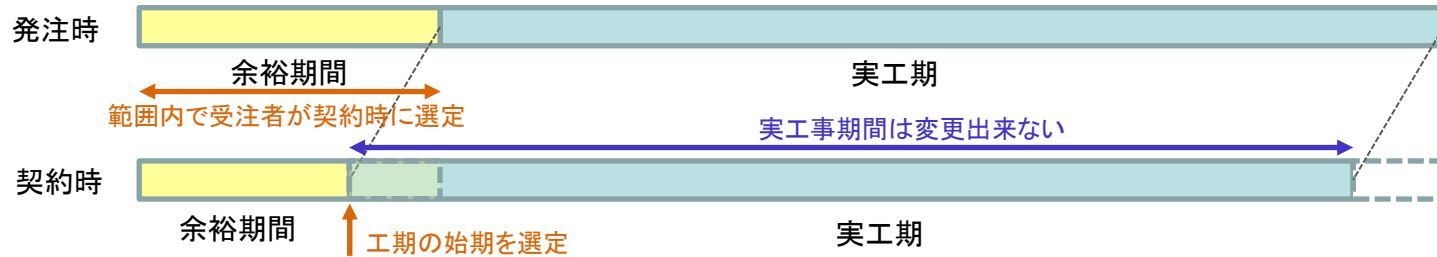 発注時
余裕期間
実工期
範囲内で受注者が契約時に選定
実工事期間は変更出来ない
契約時
余裕期間
実工期
工期の始期を選定